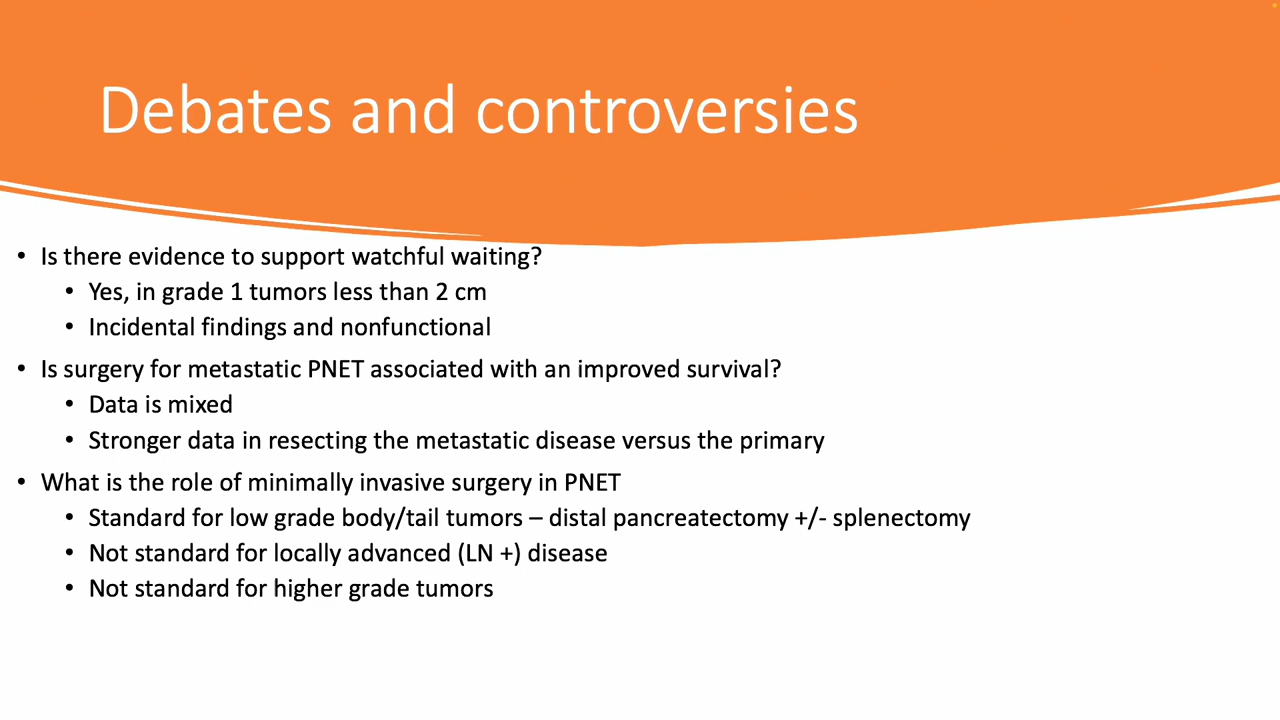 Debates and controversies
• Is there evidence to support watchful waiting?
• Yes, in grade 1 tumors less than 2 cm
• Incidental findings and nonfunctional
• Is surgery for metastatic PNET associated with an improved survival?
• Data is mixed
• Stronger data in resecting the metastatic disease versus the primary
• What is the role of minimally invasive surgery in PNET
• Standard for low grade body/tail tumors – distal pancreatectomy +/- splenectomy
• Not standard for locally advanced (LN +) disease
• Not standard for higher grade tumors